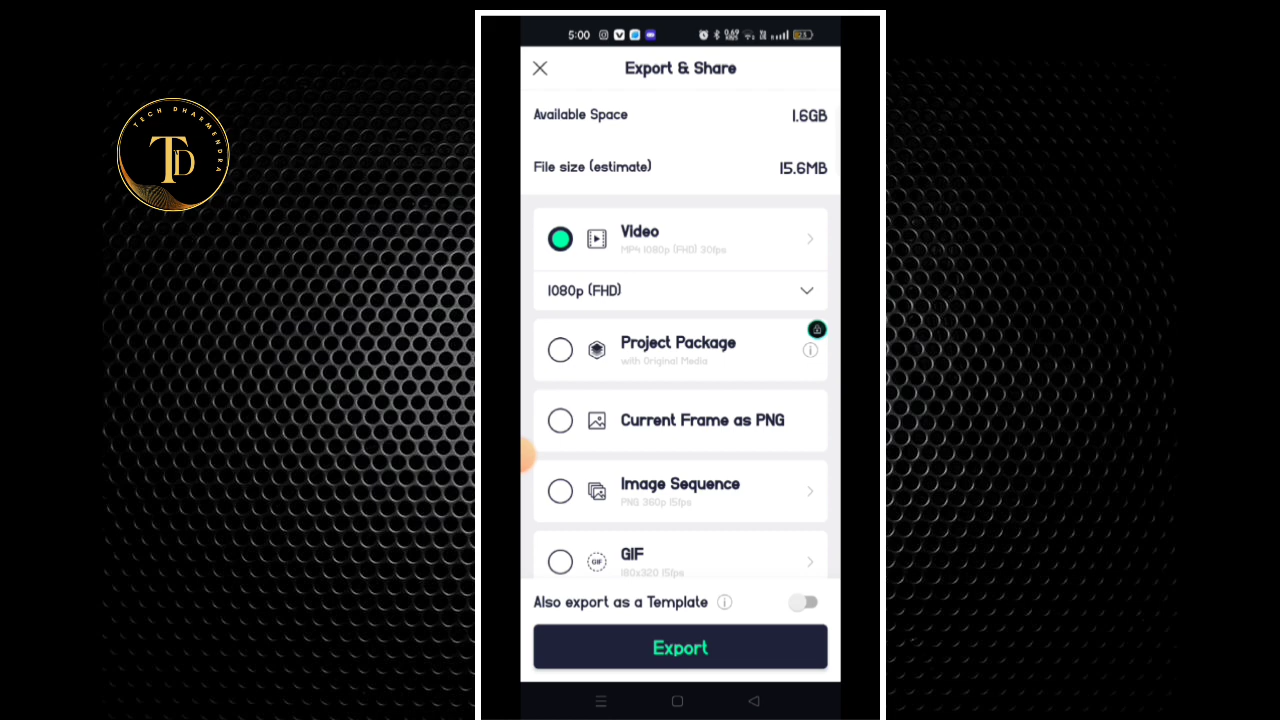 TECH DHARMENDRA
TD
5:00
Export & Share
Available Space 1.6GB
File size (estimate) 15.6MB
Video
MP4 1080p (FHD) 30fps
1080p (FHD)
Project Package
with Original Media
Current Frame as PNG
Image Sequence
PNG 360p 15fps
GIF
GIF
180x320 15fps
Also export as a Template
Export